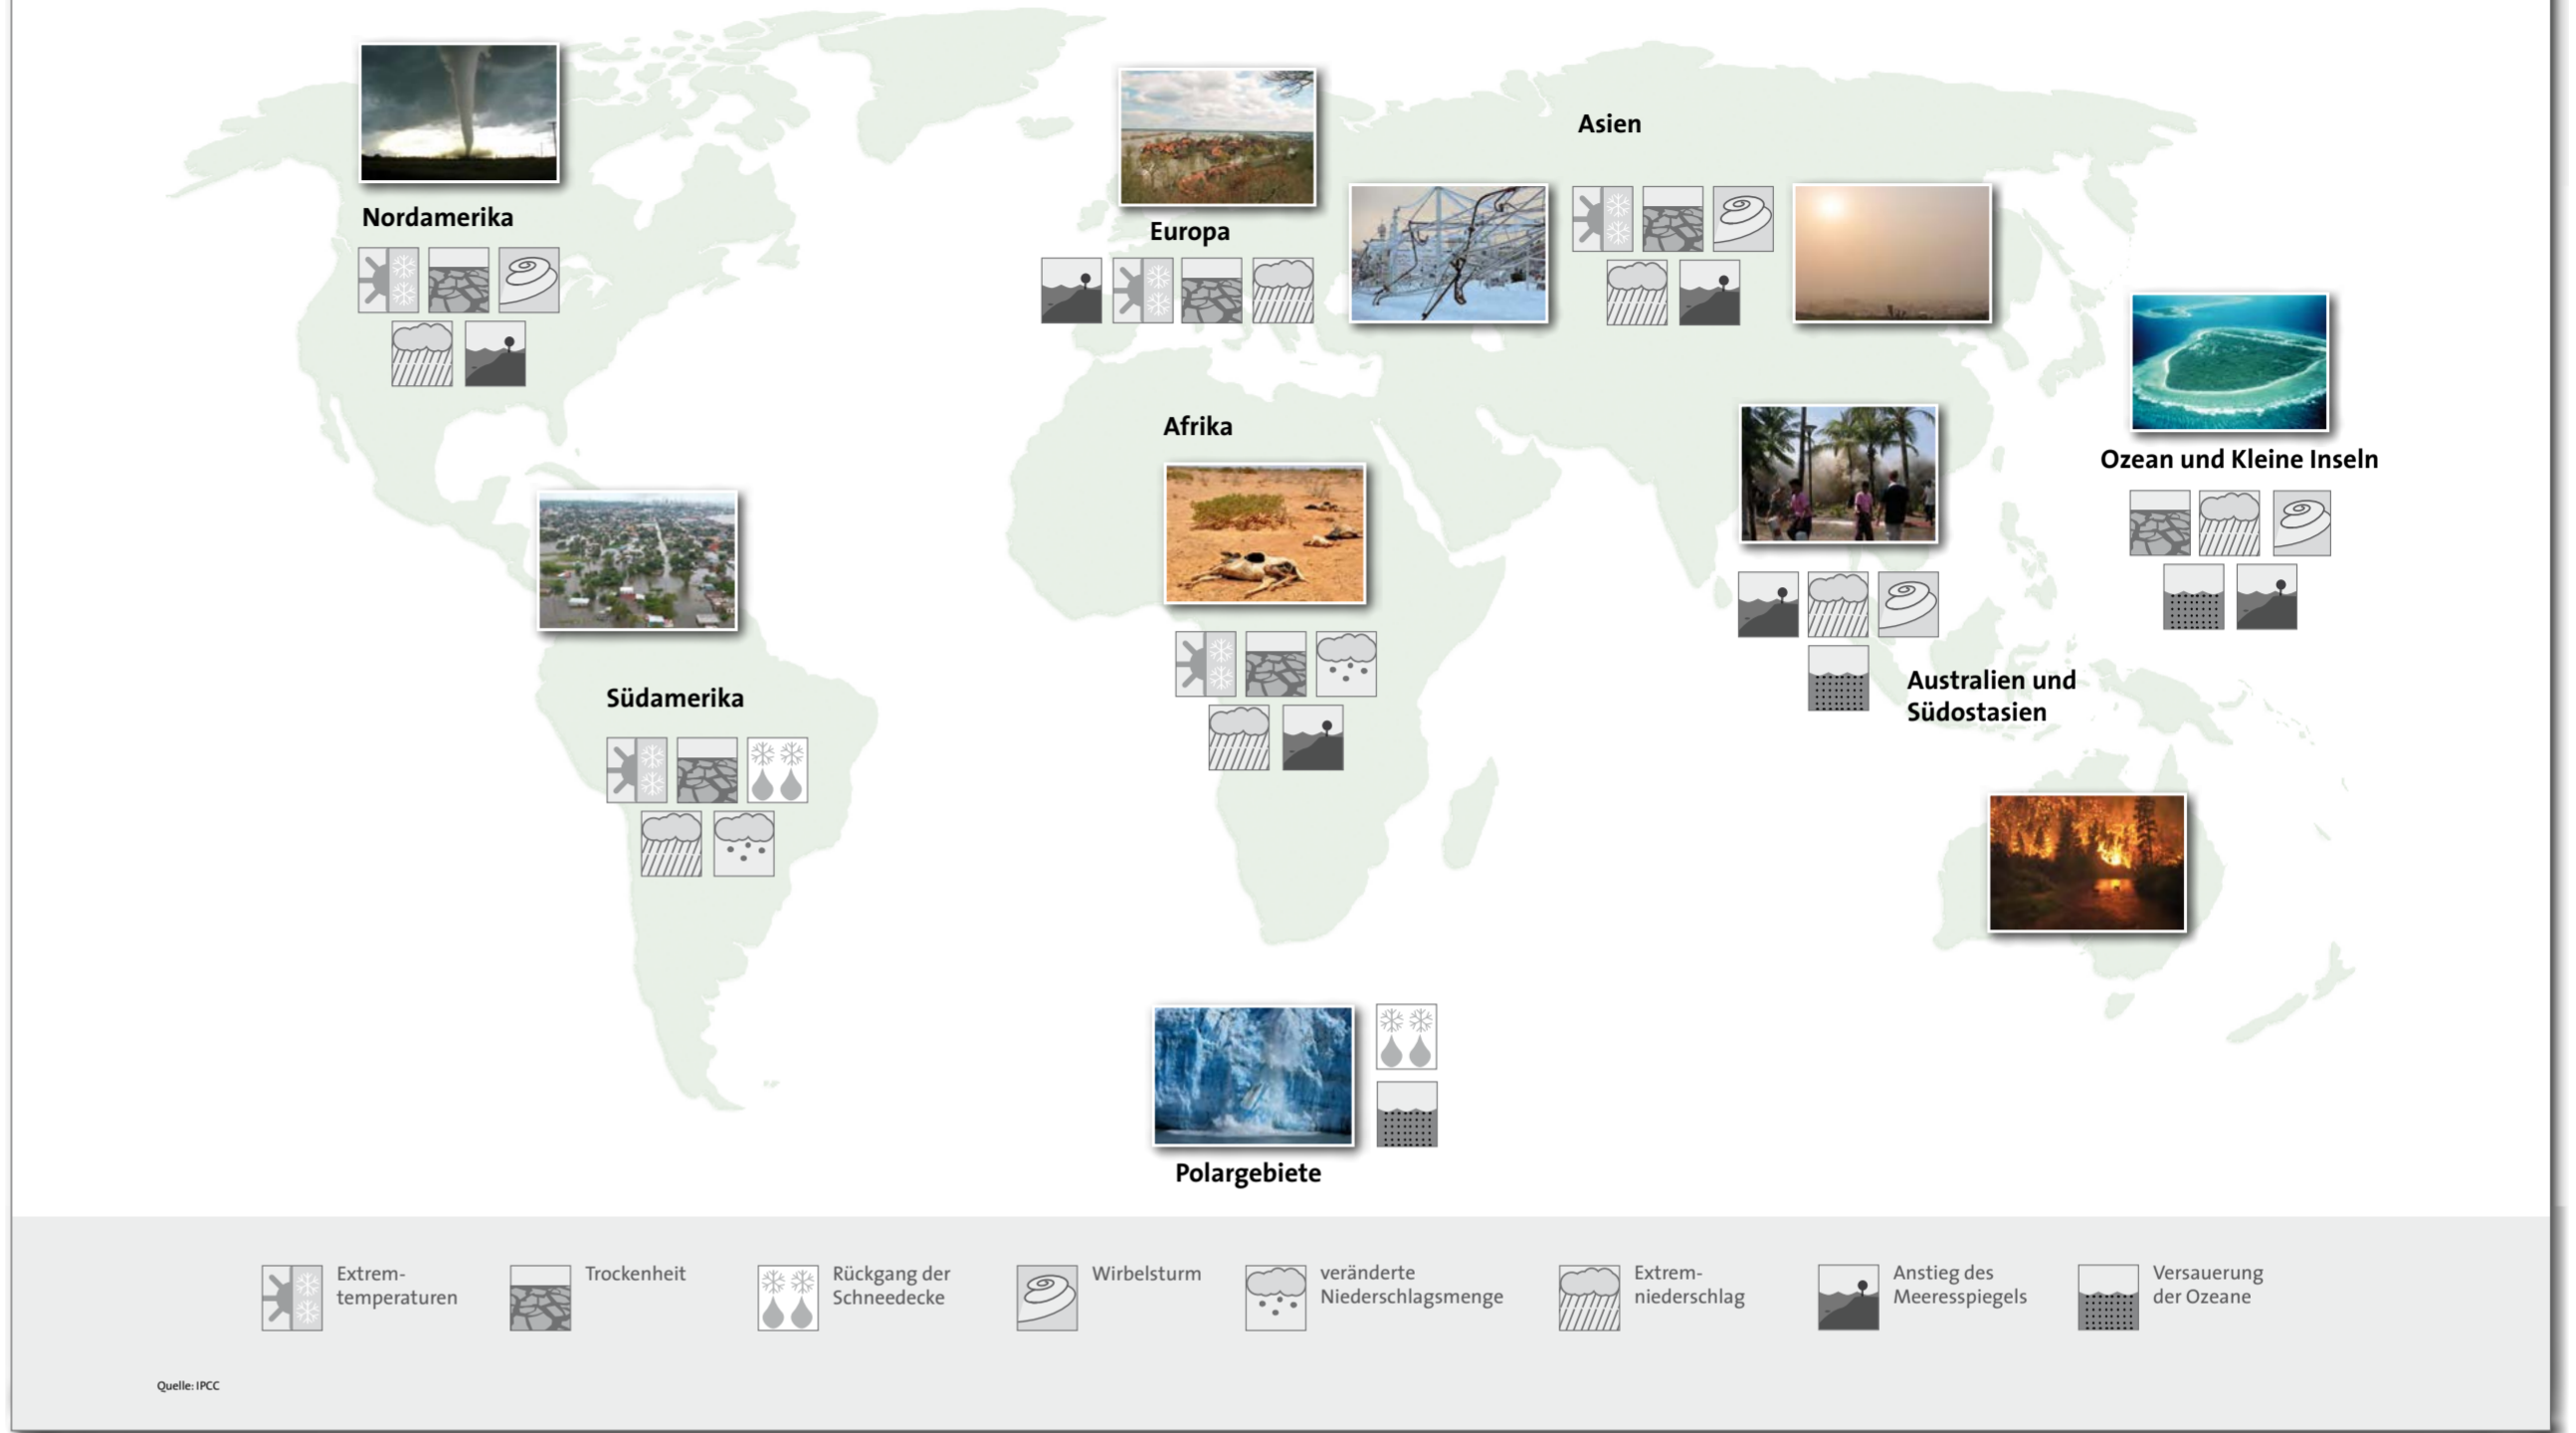 Asien
Nordamerika
Europa
Afrika
Ozean und Kleine Inseln
Südamerika
Australien und
Südostasien
Polargebiete
Extrem-
temperaturen
Trockenheit
Rückgang der
Schneedecke
Wirbelsturm
veränderte
Niederschlagsmenge
Extrem-
niederschlag
Anstieg des
Meeresspiegels
Versauerung
der Ozeane
Quelle: IPCC